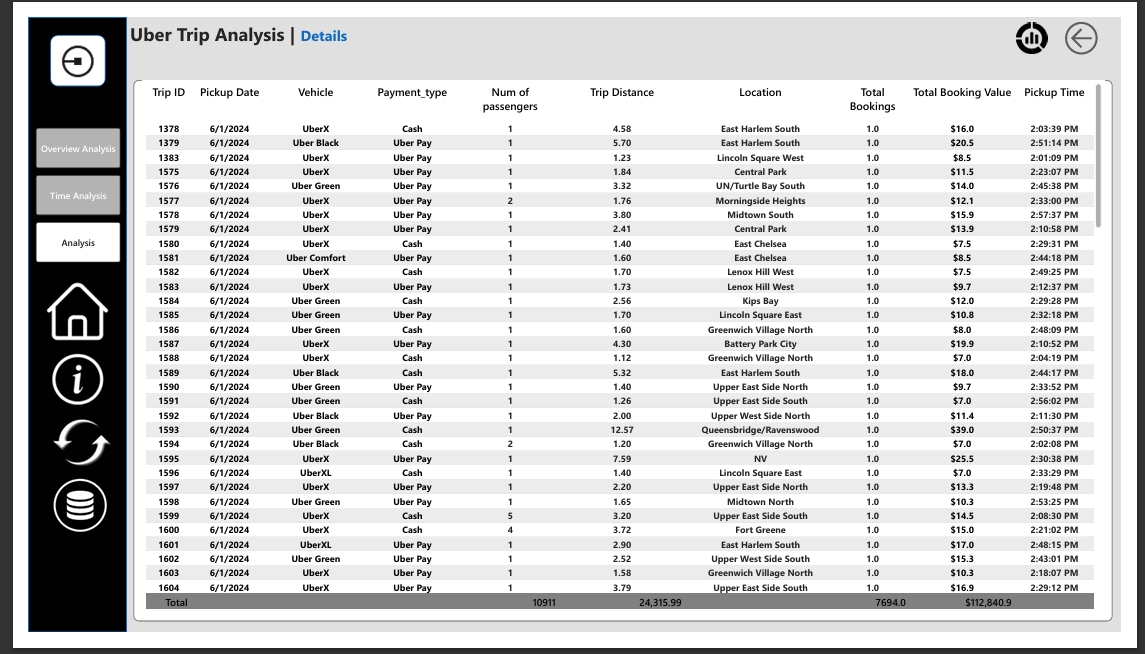 Uber Trip Analysis | Details
Overview Analysis
Time Analysis
Analysis
Trip ID Pickup Date Vehicle Payment_type Num of passengers Trip Distance Location Total Bookings Total Booking Value Pickup Time
1378 6/1/2024 UberX Cash 1 4.58 East Harlem South 1.0 $16.0 2:03:39 PM
1379 6/1/2024 Uber Black Uber Pay 1 5.70 East Harlem South 1.0 $20.5 2:51:14 PM
1383 6/1/2024 UberX Uber Pay 1 1.23 Lincoln Square West 1.0 $8.5 2:01:09 PM
1575 6/1/2024 UberX Uber Pay 1 1.84 Central Park 1.0 $11.5 2:23:07 PM
1576 6/1/2024 Uber Green Uber Pay 1 3.32 UN/Turtle Bay South 1.0 $14.0 2:45:38 PM
1577 6/1/2024 UberX Uber Pay 2 1.76 Morningside Heights 1.0 $12.1 2:33:00 PM
1578 6/1/2024 UberX Uber Pay 1 3.80 Midtown South 1.0 $15.9 2:57:37 PM
1579 6/1/2024 UberX Uber Pay 1 2.41 Central Park 1.0 $13.9 2:10:58 PM
1580 6/1/2024 UberX Cash 1 1.40 East Chelsea 1.0 $7.5 2:29:31 PM
1581 6/1/2024 Uber Comfort Uber Pay 1 1.60 East Chelsea 1.0 $8.5 2:44:18 PM
1582 6/1/2024 UberX Cash 1 1.70 Lenox Hill West 1.0 $7.5 2:49:25 PM
1583 6/1/2024 UberX Uber Pay 1 1.73 Lenox Hill West 1.0 $9.7 2:12:37 PM
1584 6/1/2024 Uber Green Cash 1 2.56 Kips Bay 1.0 $12.0 2:29:28 PM
1585 6/1/2024 Uber Green Uber Pay 1 1.70 Lincoln Square East 1.0 $10.8 2:32:18 PM
1586 6/1/2024 Uber Green Cash 1 1.60 Greenwich Village North 1.0 $8.0 2:48:09 PM
1587 6/1/2024 UberX Uber Pay 1 4.30 Battery Park City 1.0 $19.9 2:10:52 PM
1588 6/1/2024 UberX Cash 1 1.12 Greenwich Village North 1.0 $7.0 2:04:19 PM
1589 6/1/2024 Uber Black Cash 1 5.32 East Harlem South 1.0 $18.0 2:44:17 PM
1590 6/1/2024 Uber Green Uber Pay 1 1.40 Upper East Side North 1.0 $9.7 2:33:52 PM
1591 6/1/2024 Uber Green Cash 1 1.26 Upper East Side South 1.0 $7.0 2:56:02 PM
1592 6/1/2024 Uber Black Uber Pay 1 2.00 Upper West Side North 1.0 $11.4 2:11:30 PM
1593 6/1/2024 Uber Green Cash 1 12.57 Queensbridge/Ravenswood 1.0 $39.0 2:50:37 PM
1594 6/1/2024 Uber Black Cash 2 1.20 Greenwich Village North 1.0 $7.0 2:02:08 PM
1595 6/1/2024 UberX Uber Pay 1 7.59 NV 1.0 $25.5 2:30:38 PM
1596 6/1/2024 UberXL Cash 1 1.40 Lincoln Square East 1.0 $7.0 2:33:29 PM
1597 6/1/2024 UberX Uber Pay 1 2.20 Upper East Side North 1.0 $13.3 2:19:48 PM
1598 6/1/2024 Uber Green Uber Pay 1 1.65 Midtown North 1.0 $10.3 2:53:25 PM
1599 6/1/2024 UberX Cash 5 3.20 Upper East Side South 1.0 $14.5 2:08:30 PM
1600 6/1/2024 UberX Cash 4 3.72 Fort Greene 1.0 $15.0 2:21:02 PM
1601 6/1/2024 UberXL Uber Pay 1 2.90 East Harlem South 1.0 $17.0 2:48:15 PM
1602 6/1/2024 Uber Green Uber Pay 1 2.52 Upper West Side South 1.0 $15.3 2:43:01 PM
1603 6/1/2024 UberX Uber Pay 1 1.58 Greenwich Village North 1.0 $10.3 2:18:07 PM
1604 6/1/2024 UberX Uber Pay 1 3.79 Upper East Side South 1.0 $16.9 2:29:12 PM
Total 10911 24,315.99 7694.0 $112,840.9